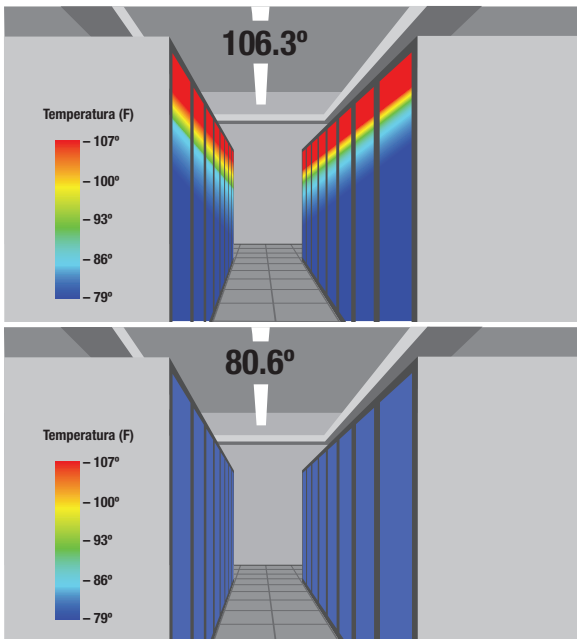 106.3º
Temperatura (F)
– 107º
– 100º
– 93º
– 86º
– 79º
80.6º
Temperatura (F)
– 107º
– 100º
– 93º
– 86º
– 79º